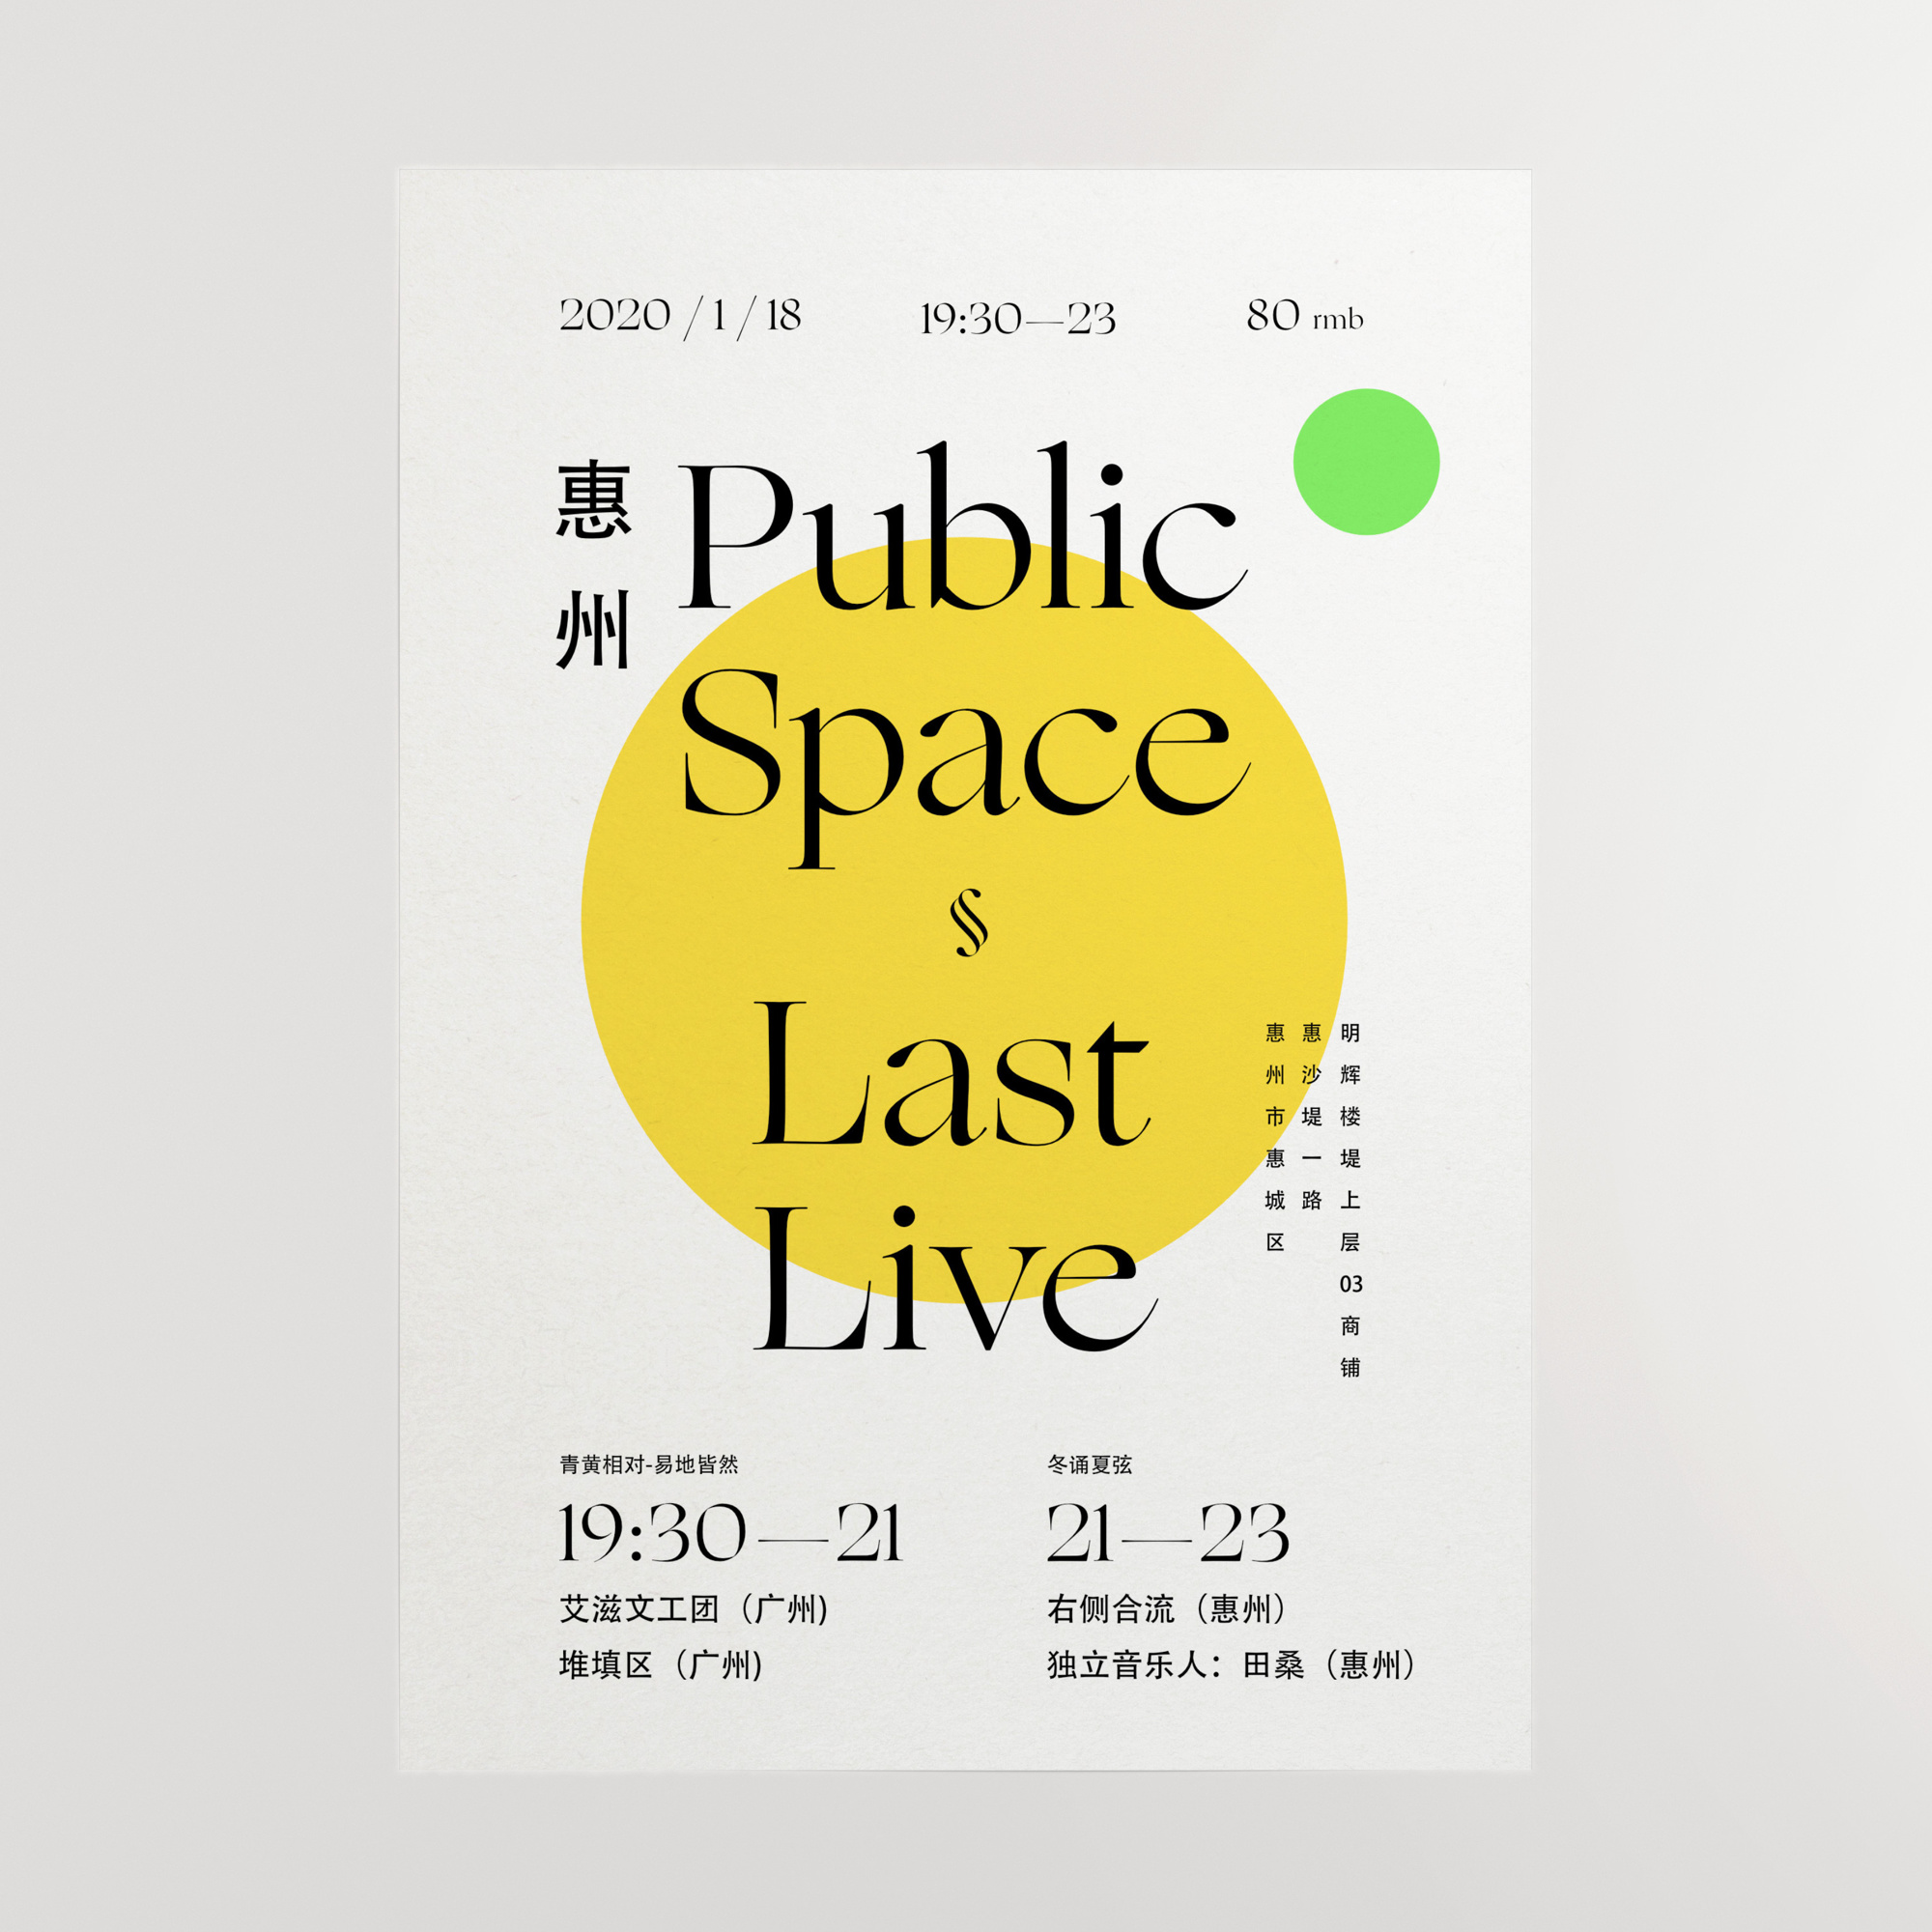 2020 / 1 / 18
19:30—23
80 rmb
惠州
Public
Space
§
Last
Live
惠州市惠城区
惠沙堤一路
明辉楼堤上层03商铺
青黄相对-易地皆然
19:30—21
艾滋文工团（广州)
堆填区（广州)
冬诵夏弦
21—23
右侧合流（惠州）
独立音乐人：田桑（惠州）